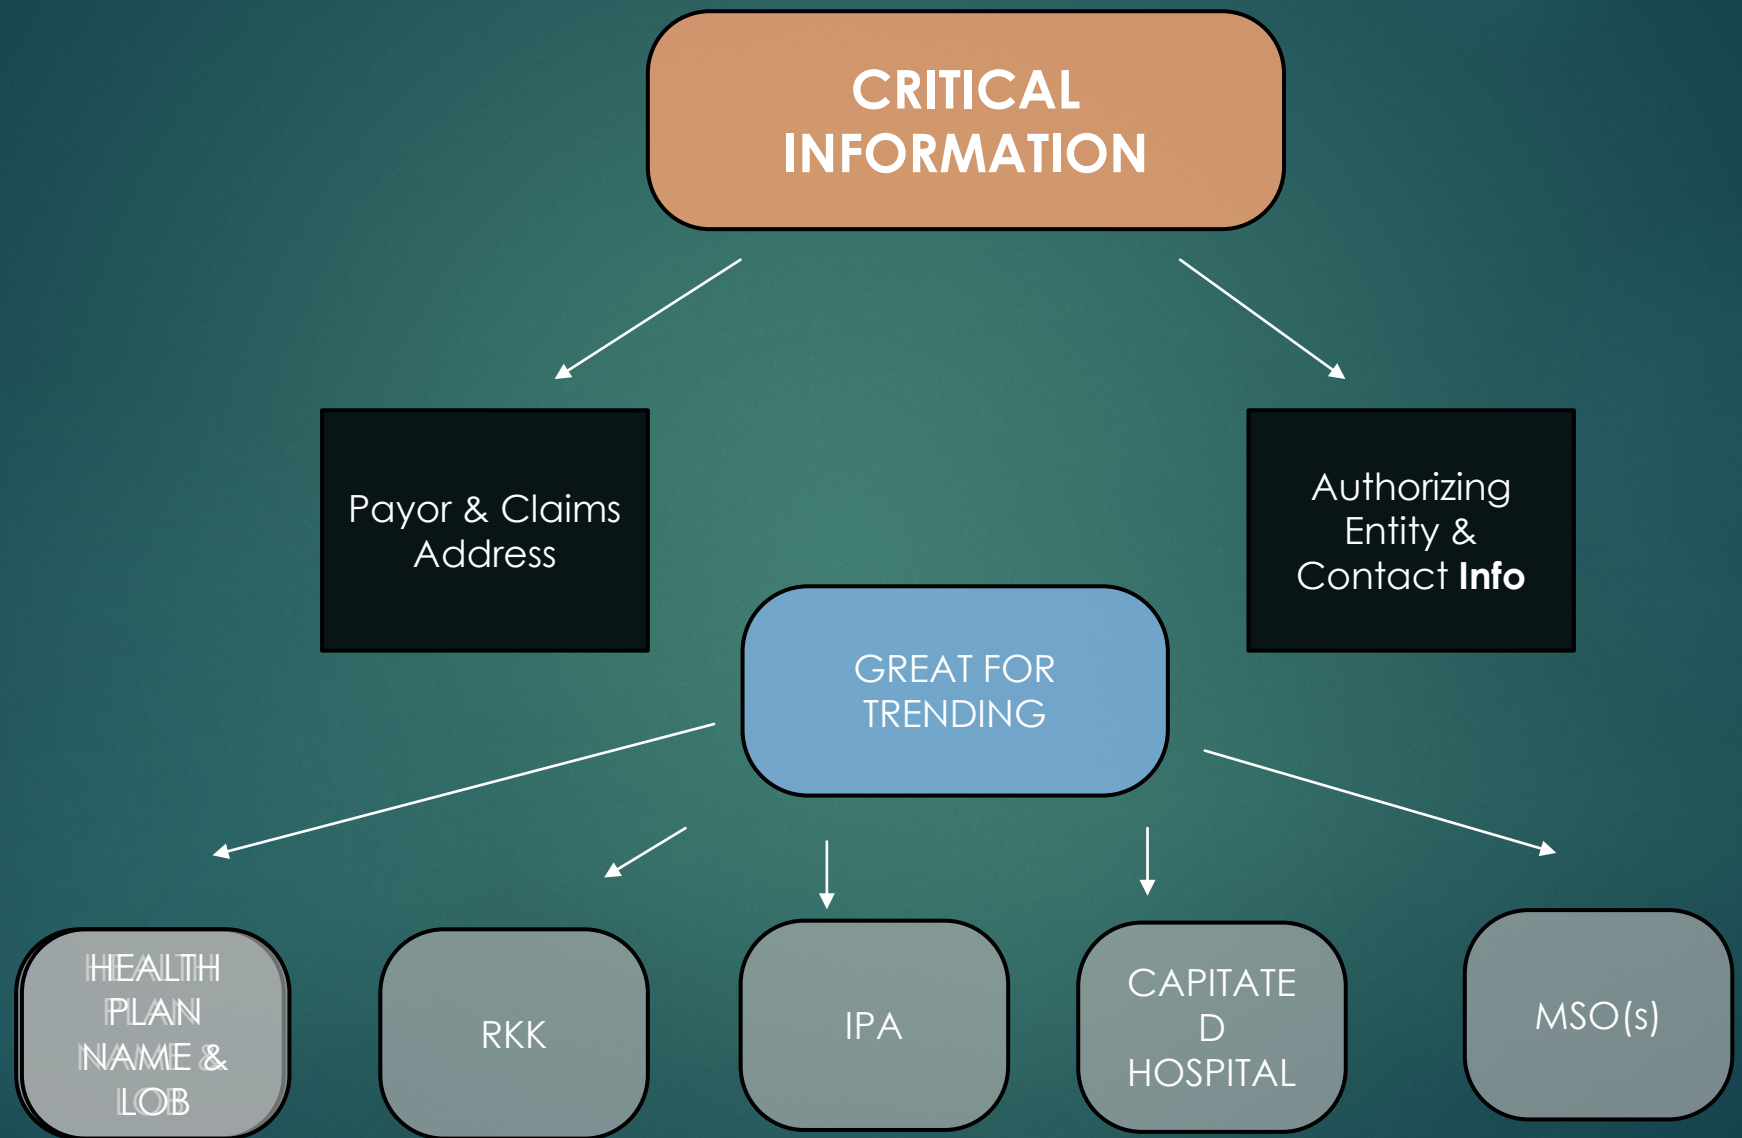 CRITICAL
INFORMATION
Payor & Claims
Address
Authorizing
Entity &
Contact Info
GREAT FOR
TRENDING
HEALTH
PLAN
NAME &
LOB
RKK
IPA
CAPITATE
D
HOSPITAL
MSO(s)